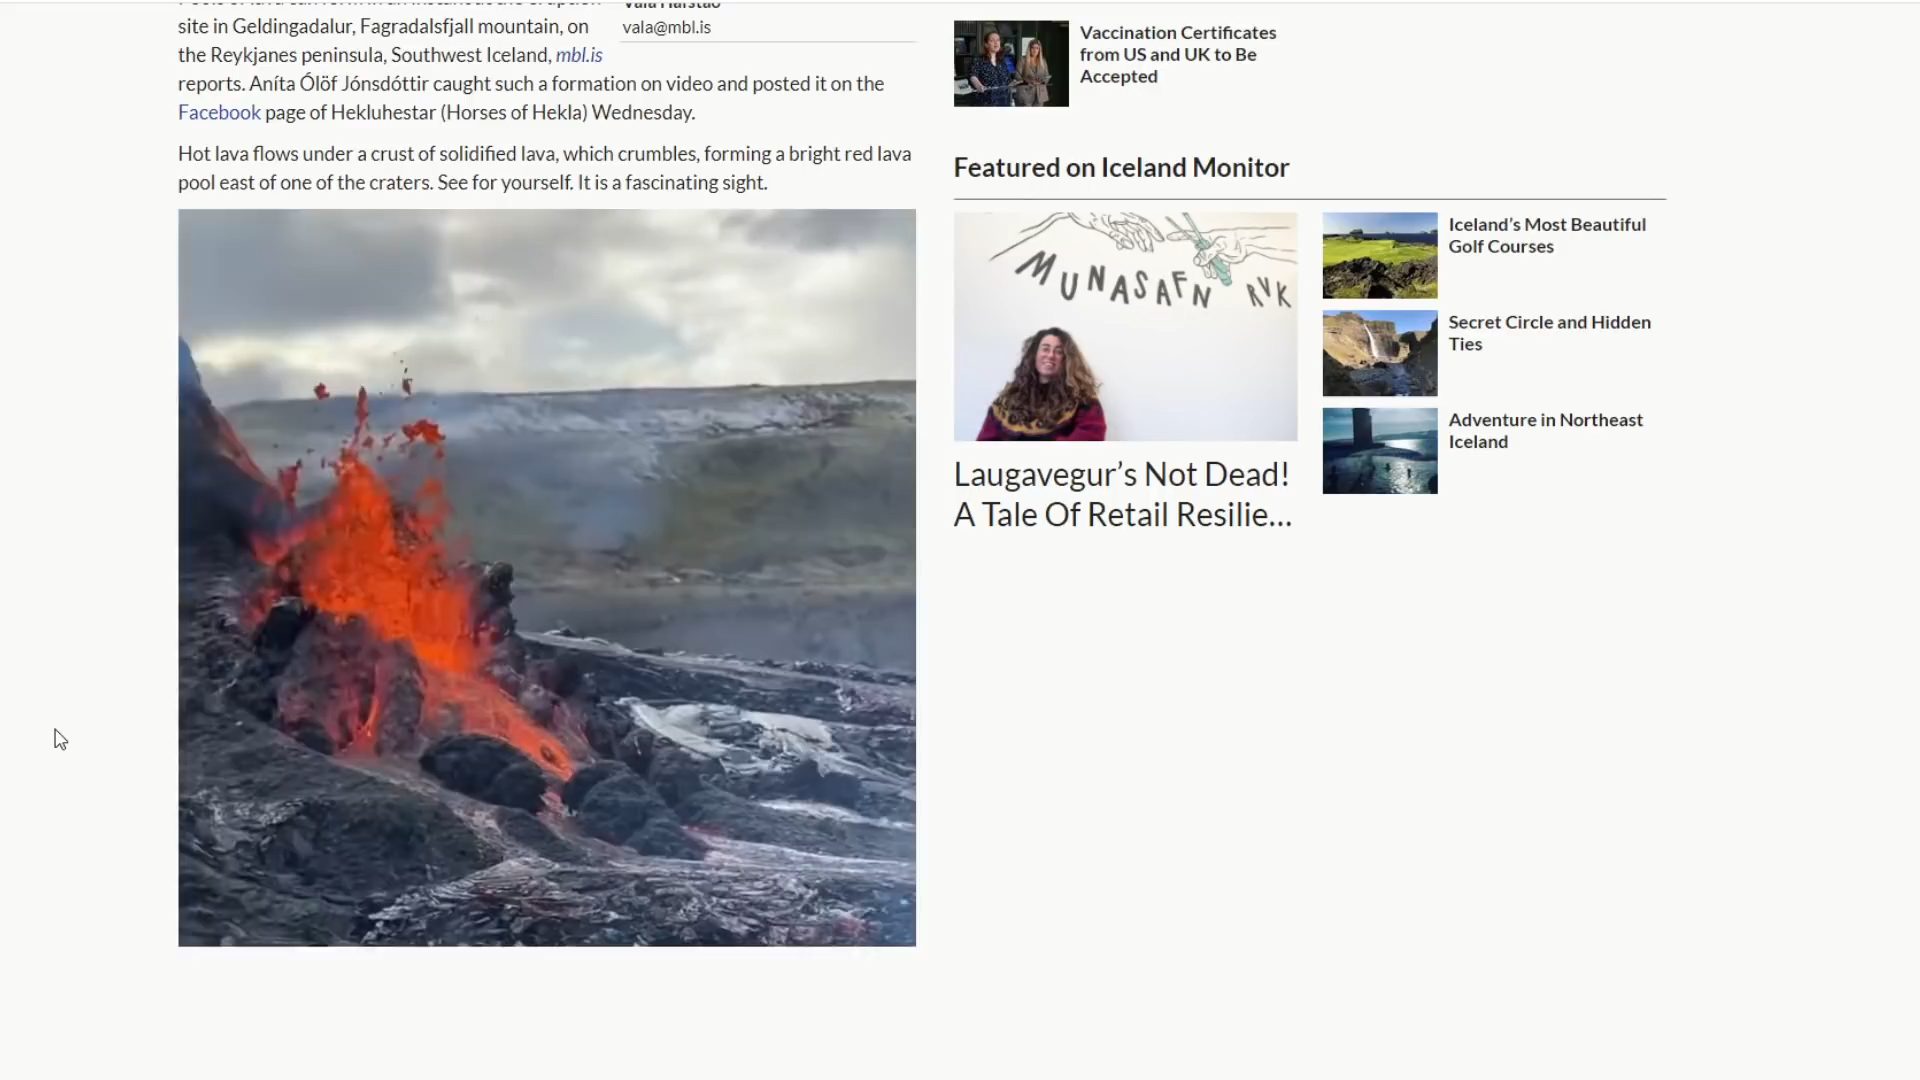 site in Geldingadalur, Fagradalsfjall mountain, on
the Reykjanes peninsula, Southwest Iceland, mbl.is
reports. Aníta Ólöf Jónsdóttir caught such a formation on video and posted it on the
Facebook page of Hekluhestar (Horses of Hekla) Wednesday.
Hot lava flows under a crust of solidified lava, which crumbles, forming a bright red lava
pool east of one of the craters. See for yourself. It is a fascinating sight.
vala@mbl.is
Vaccination Certificates
from US and UK to Be
Accepted
Featured on Iceland Monitor
MUNASAFN RVK
Laugavegur’s Not Dead!
A Tale Of Retail Resilie...
Iceland’s Most Beautiful
Golf Courses
Secret Circle and Hidden
Ties
Adventure in Northeast
Iceland